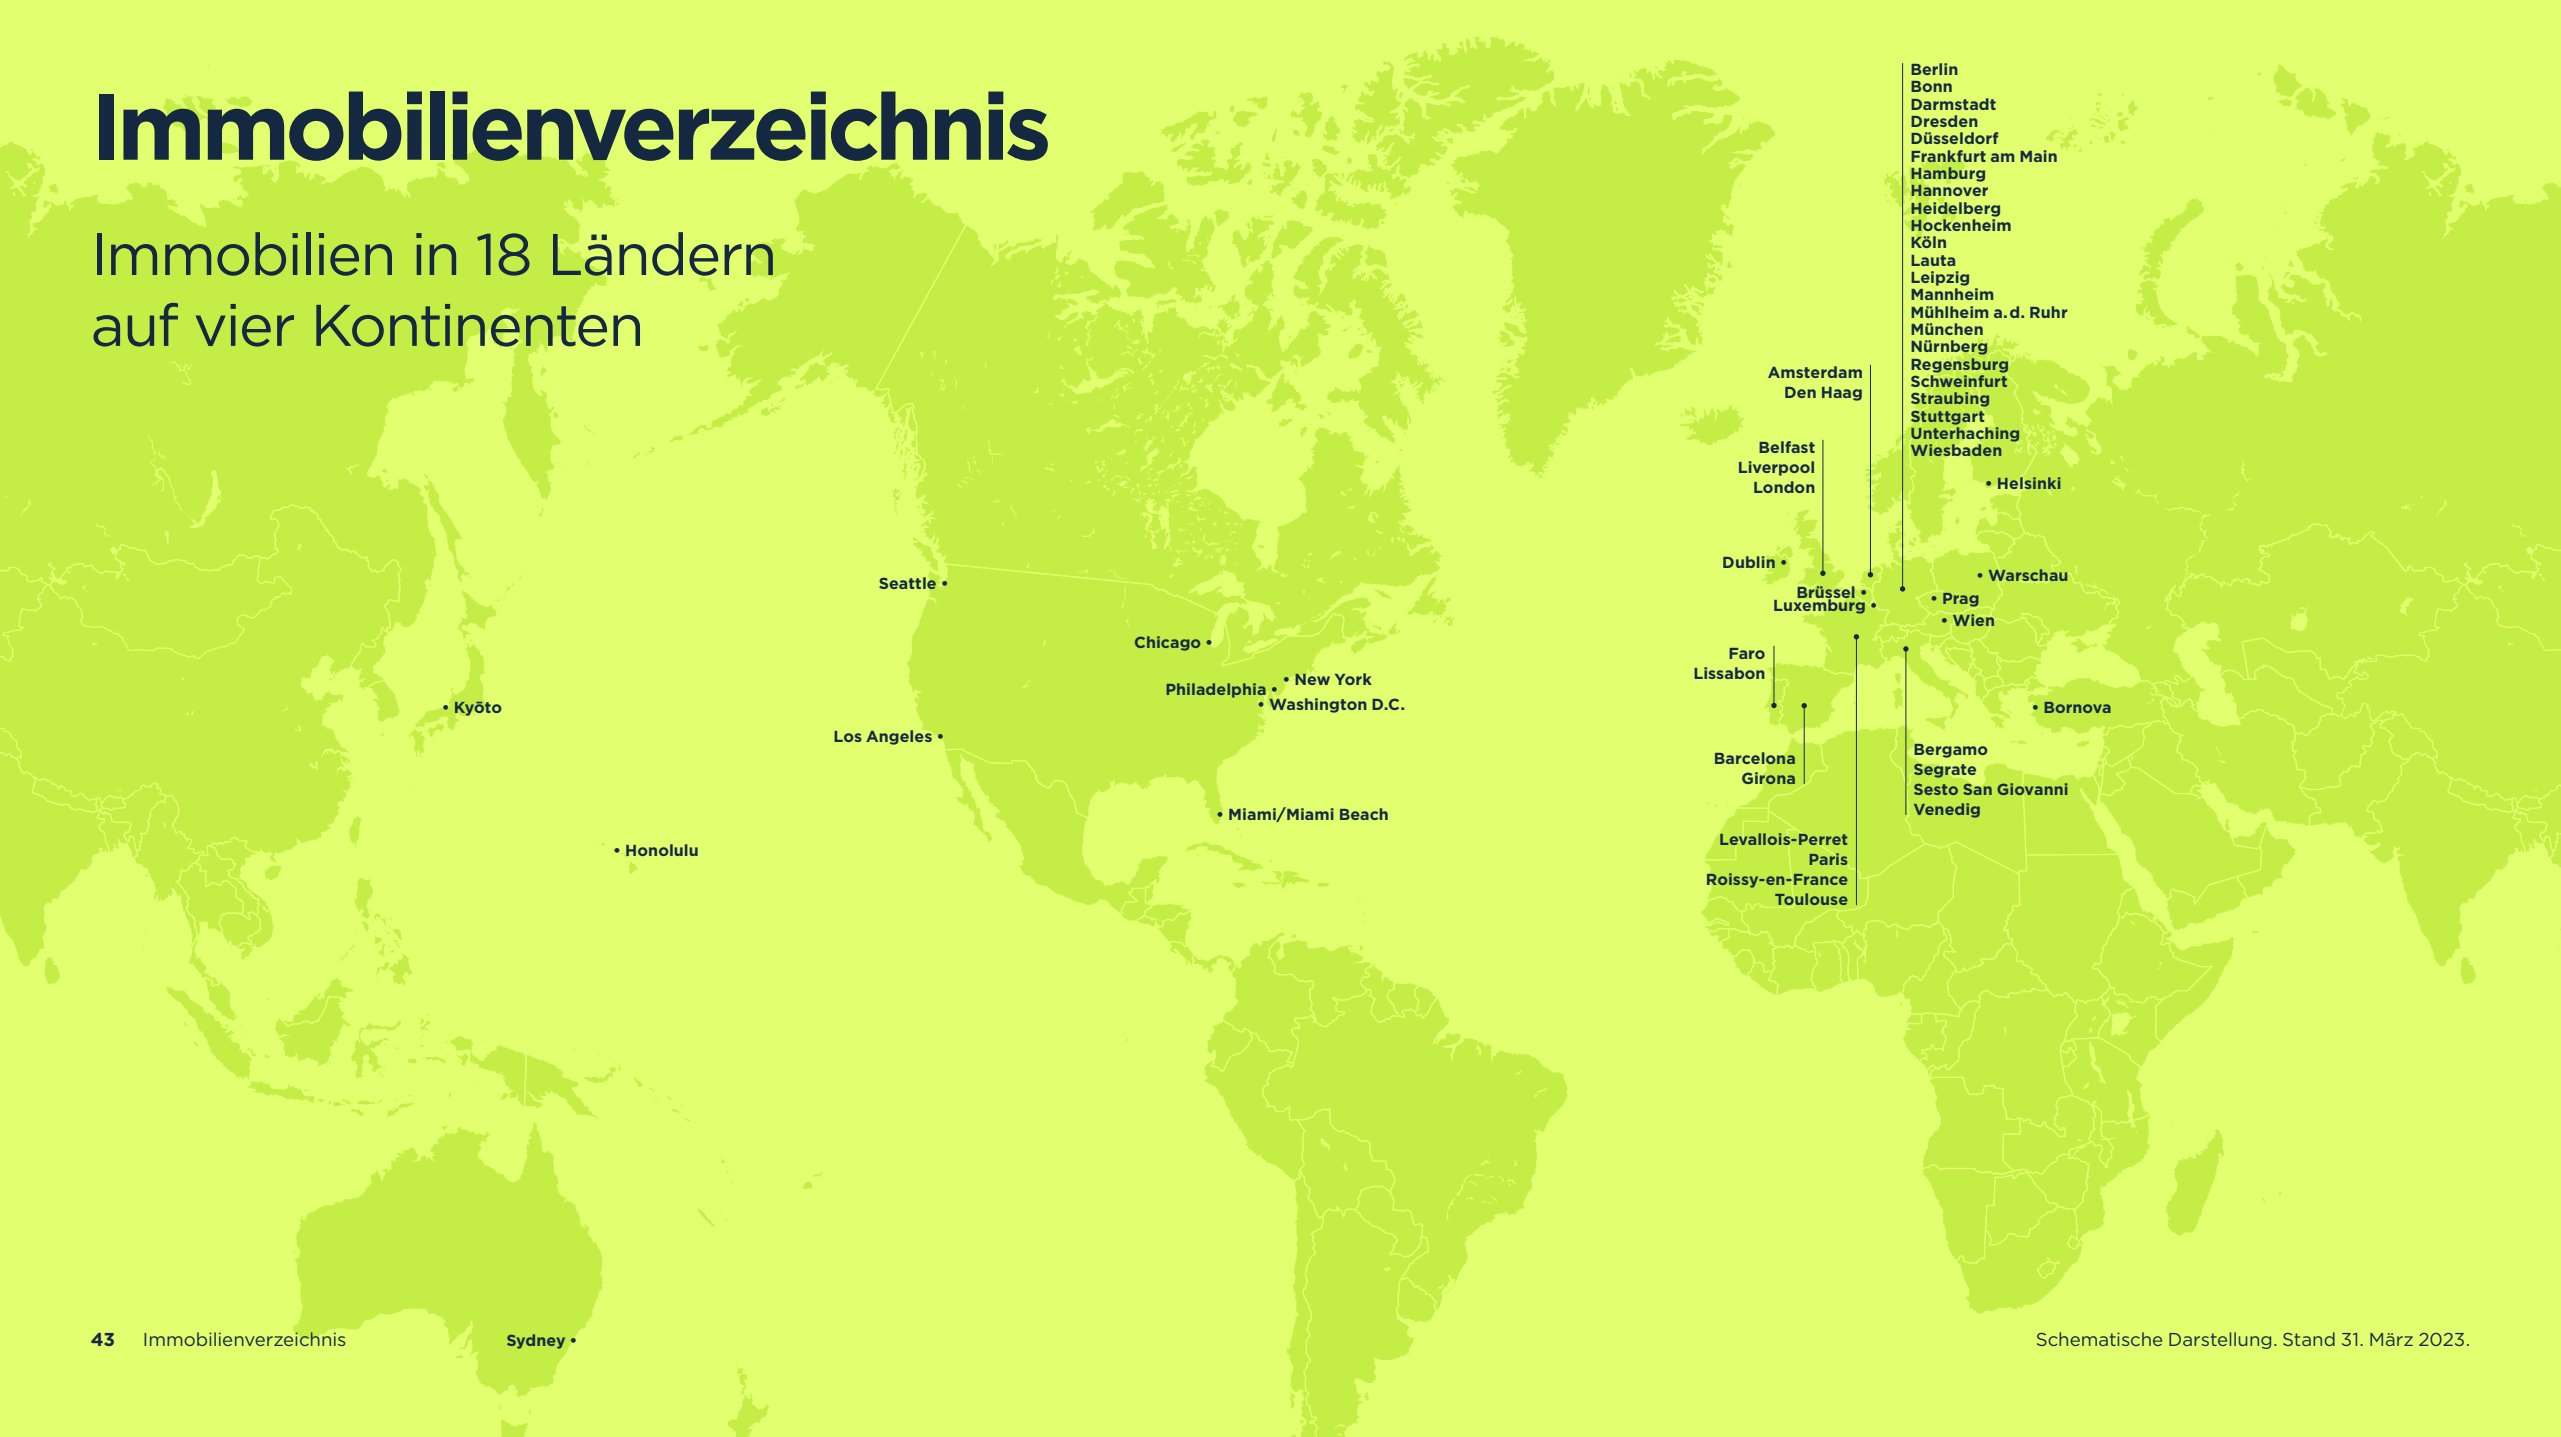 Immobilienverzeichnis
Immobilien in 18 Ländern
auf vier Kontinenten
Berlin
Bonn
Darmstadt
Dresden
Düsseldorf
Frankfurt am Main
Hamburg
Hannover
Heidelberg
Hockenheim
Köln
Lauta
Leipzig
Mannheim
Mühlheim a. d. Ruhr
München
Nürnberg
Regensburg
Schweinfurt
Straubing
Stuttgart
Unterhaching
Wiesbaden
Amsterdam
Den Haag
Belfast
Liverpool
London
• Helsinki
Dublin •
• Warschau
Brüssel •
Luxemburg •
• Prag
• Wien
Faro
Lissabon
• Bornova
Barcelona
Girona
Bergamo
Segrate
Sesto San Giovanni
Venedig
Levallois-Perret
Paris
Roissy-en-France
Toulouse
Seattle •
Chicago •
• New York
Philadelphia •
• Washington D.C.
Los Angeles •
• Miami/Miami Beach
• Honolulu
• Kyōto
Sydney •
43 Immobilienverzeichnis
Schematische Darstellung. Stand 31. März 2023.